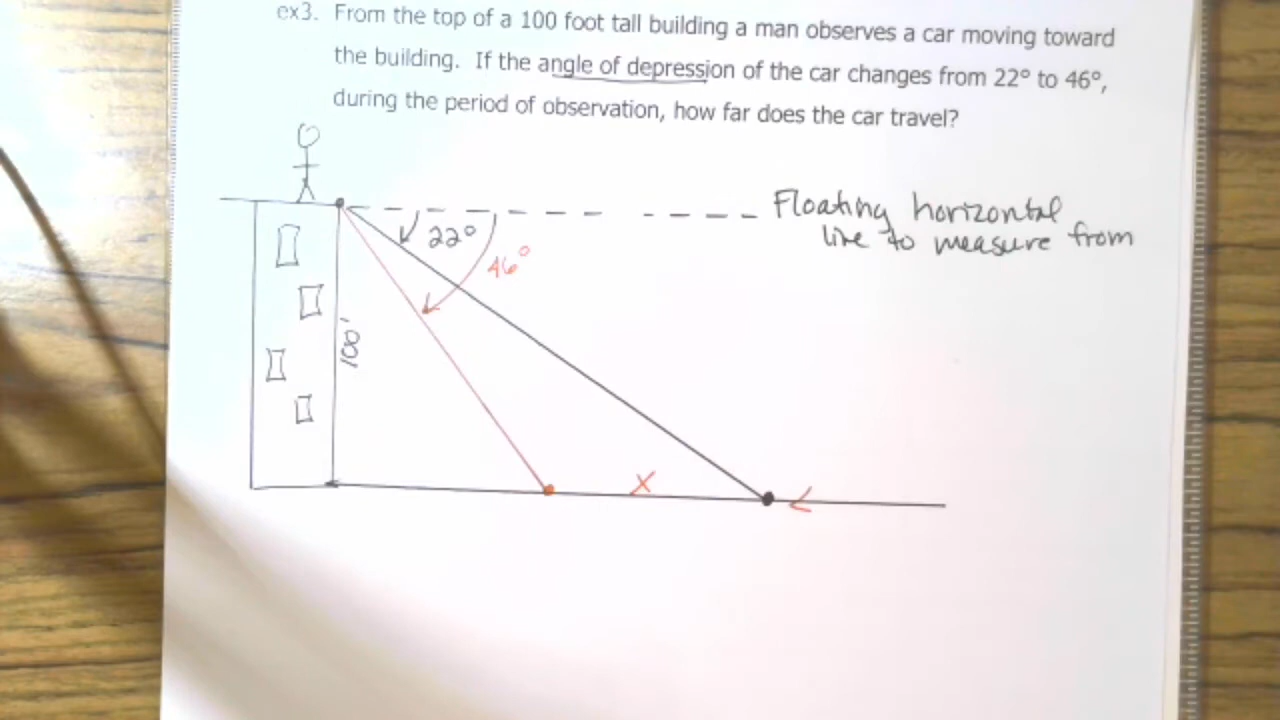 ex3. From the top of a 100 foot tall building a man observes a car moving toward
the building. If the angle of depression of the car changes from 22° to 46°,
during the period of observation, how far does the car travel?
Floating horizontal
line to measure from
22°
46°
100'
x